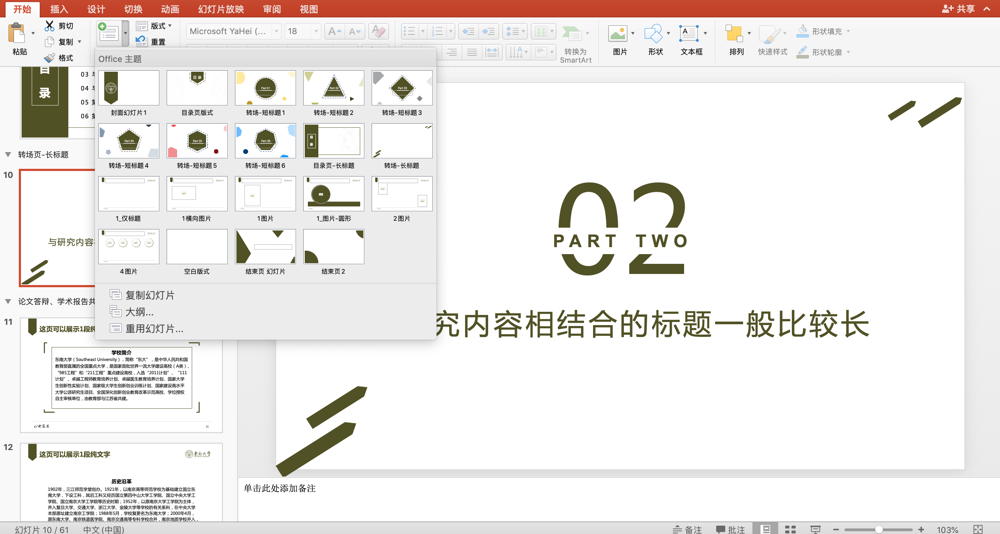 开始 插入 设计 切换 动画 幻灯片放映 审阅 视图 共享
粘贴
剪切
复制
格式
版式
重置
Microsoft YaHei (...
18
转换为
SmartArt
图片
形状
文本框
排列
快速样式
形状填充
形状轮廓
Office 主题
目 录
Part 01
Part 02
Part 03
封面幻灯片1 目录页版式 转场-短标题1 转场-短标题2 转场-短标题3
Part 04
Part 05
Part 06
目
录
转场-短标题4 转场-短标题5 转场-短标题6 目录页-长标题 转场-长标题
1_仅标题 1横向图片 1图片 1_图片-圆形 2图片
4图片 空白版式 结束页 幻灯片 结束页2
复制幻灯片
大纲...
重用幻灯片...
目
录
03
04
05 第
06 第
转场页-长标题
10
与研究内容
论文答辩、学术报告共
11
这页可以展示1段纯
学校简介
东南大学（Southeast University），简称“东大”，是中华人民共和国
教育部直属的全国重点大学，是国家首批世界一流大学建设高校（A类）、
“985工程”和“211工程”重点建设高校，入选“2011计划”、“111
计划”、卓越工程师教育培养计划、卓越医生教育培养计划、国家大学
生创新性实验计划、国家级大学生创新创业训练计划、国家建设高水平
大学公派研究生项目、全国深化创新创业教育改革示范高校、学位授权
自主审核单位，由教育部与江苏省共建。
11
12
这页可以展示1段纯文字
東南大學
历史沿革
1902年，三江师范学堂创办。1921年，以南京高等师范学校为基础建立国立东
南大学，下设工科，其后工科又经历国立第四中山大学工学院、国立中央大学工
学院、国立南京大学工学院等历史时期；1952年，以原南京大学工学院为主体，
并入复旦大学、交通大学、浙江大学、金陵大学等学校的有关系科，在中央大学
本部原址建立南京工学院；1988年5月，学校复更名为东南大学；2000年4月，
原东南大学、南京铁道医学院、南京交通高等专科学校合并，南京地质学校并入，
02
PART TWO
究内容相结合的标题一般比较长
单击此处添加备注
幻灯片 10 / 61 中文(中国) 备注 批注 103%